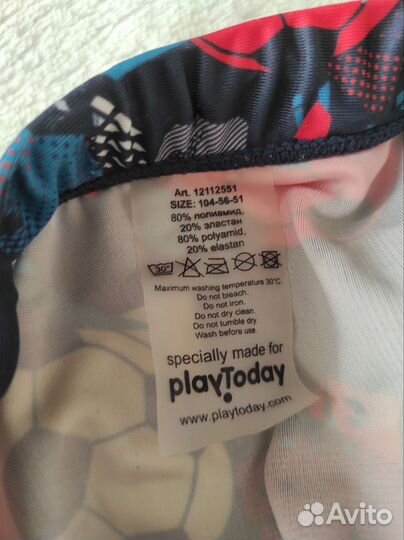 Art. 12112551
SIZE: 104-56-51
80% полиамид,
20% эластан
80% polyamid.
20% elastan
30°
Maximum washing temperature 30°C.
Do not bleach.
Do not iron.
Do not dry clean.
Do not tumble dry.
Wash before use.
specially made for
playToday
www.playtoday.com
Avito